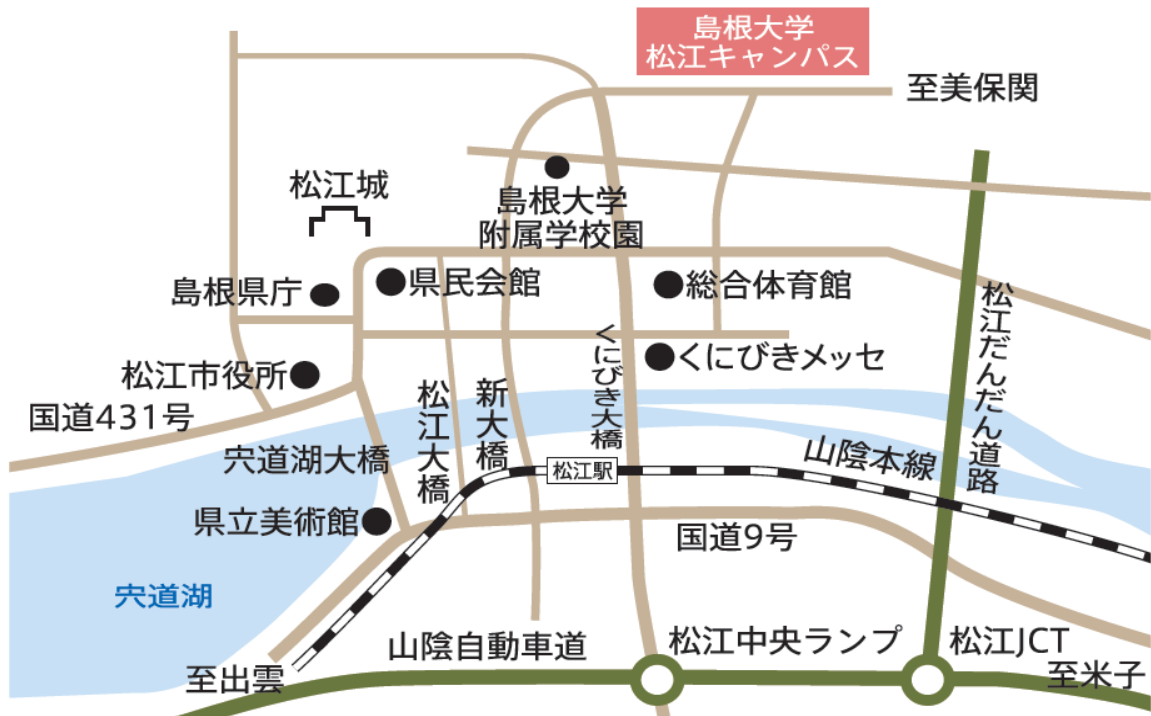 島根大学
松江キャンパス
至美保関
松江城
島根大学
附属学校園
島根県庁
県民会館
総合体育館
松江だんだん道路
くにびき大橋
くにびきメッセ
松江市役所
新大橋
松江大橋
国道431号
宍道湖大橋
山陰本線
松江駅
県立美術館
国道9号
宍道湖
山陰自動車道
松江中央ランプ
松江JCT
至出雲
至米子